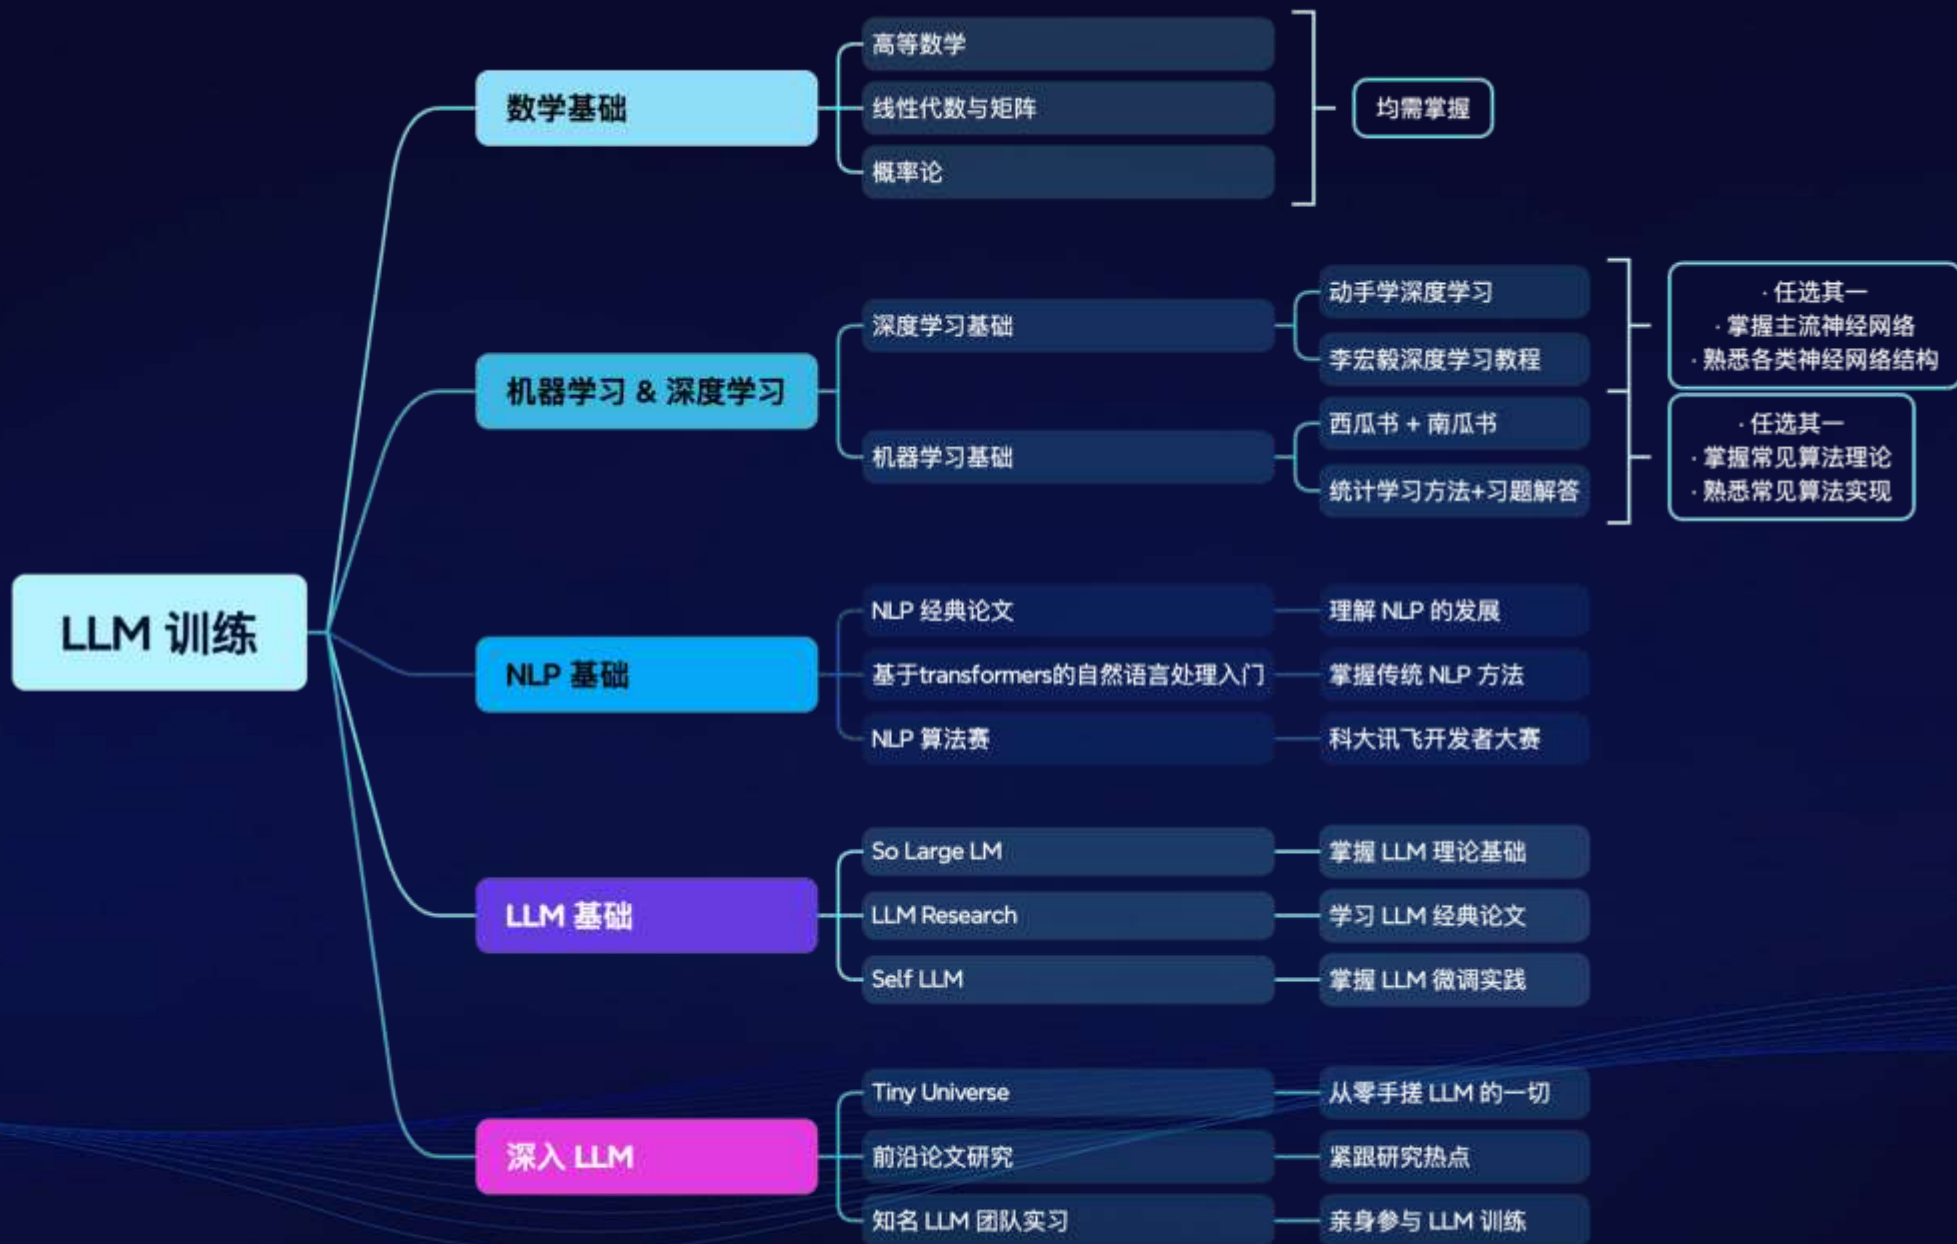 LLM 训练
数学基础
高等数学
线性代数与矩阵
概率论
均需掌握
机器学习 & 深度学习
深度学习基础
动手学深度学习
李宏毅深度学习教程
· 任选其一
· 掌握主流神经网络
· 熟悉各类神经网络结构
机器学习基础
西瓜书 + 南瓜书
统计学习方法+习题解答
· 任选其一
· 掌握常见算法理论
· 熟悉常见算法实现
NLP 基础
NLP 经典论文
理解 NLP 的发展
基于transformers的自然语言处理入门
掌握传统 NLP 方法
NLP 算法赛
科大讯飞开发者大赛
LLM 基础
So Large LM
掌握 LLM 理论基础
LLM Research
学习 LLM 经典论文
Self LLM
掌握 LLM 微调实践
深入 LLM
Tiny Universe
从零手搓 LLM 的一切
前沿论文研究
紧跟研究热点
知名 LLM 团队实习
亲身参与 LLM 训练